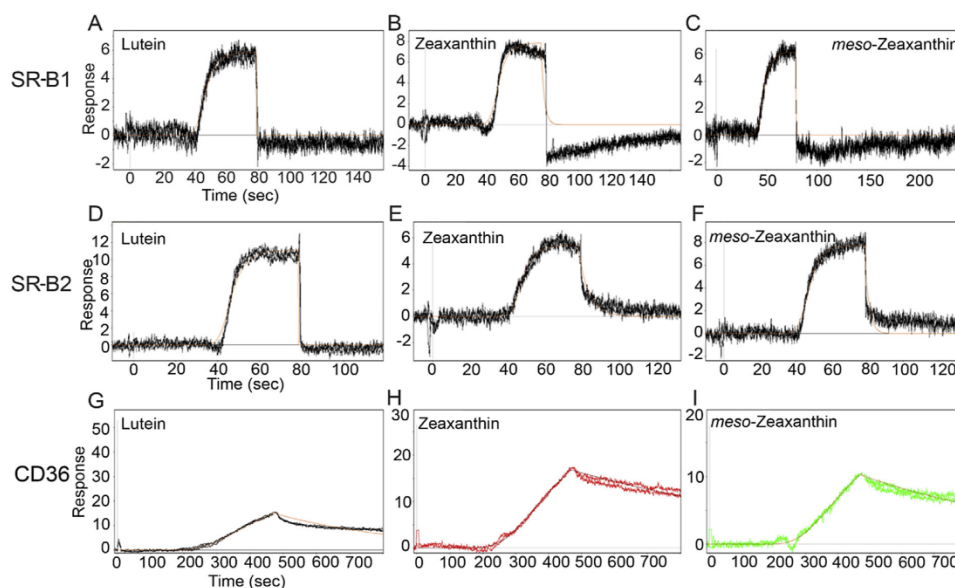 A
B
C
Lutein
Zeaxanthin
meso-Zeaxanthin
SR-B1
Response
6
4
2
0
-2
0 20 40 60 80 100 120 140
Time (sec)
8
6
4
2
0
-2
-4
0 20 40 60 80 100 120 140
6
4
2
0
-2
0 50 100 150 200
D
E
F
Lutein
Zeaxanthin
meso-Zeaxanthin
SR-B2
Response
12
10
8
6
4
2
0
0 20 40 60 80 100
Time (sec)
6
4
2
0
-2
0 20 40 60 80 100 120
8
6
4
2
0
-2
0 20 40 60 80 100 120
G
H
I
Lutein
Zeaxanthin
meso-Zeaxanthin
CD36
Response
50
40
30
20
10
0
0 100 200 300 400 500 600 700
Time (sec)
30
20
10
0
0 100 200 300 400 500 600 700
20
10
0
0 100 200 300 400 500 600 700